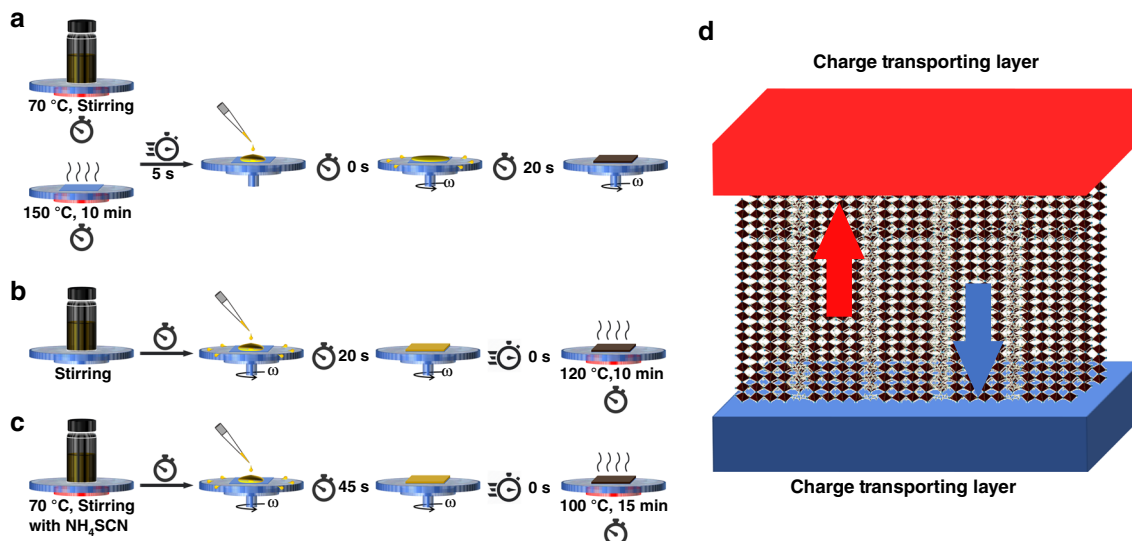 a
70 °C, Stirring
150 °C, 10 min
5 s
0 s
ω
20 s
ω
b
Stirring
ω
20 s
ω
0 s
120 °C,10 min
c
70 °C, Stirring
with NH₄SCN
ω
45 s
ω
0 s
100 °C, 15 min
d
Charge transporting layer
Charge transporting layer